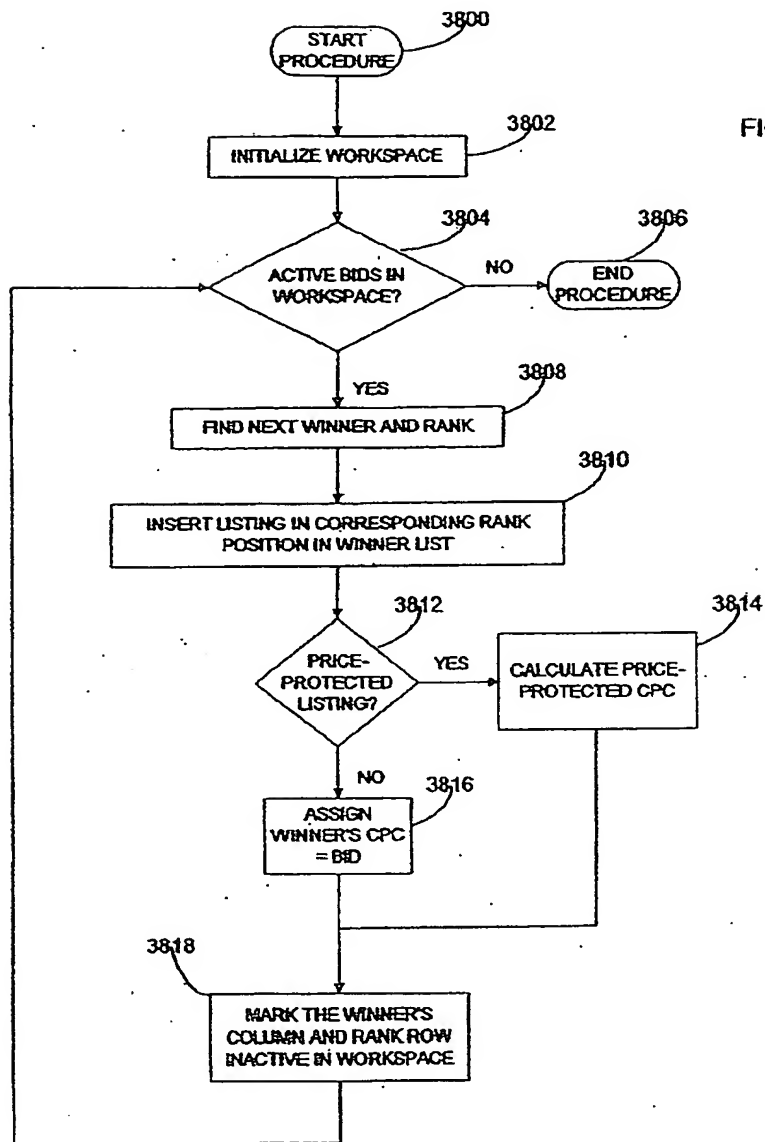 3800
START
PROCEDURE
3802
FI
INITIALIZE WORKSPACE
3804
3806
ACTIVE BIDS IN
WORKSPACE?
NO
END
PROCEDURE
YES
3808
FIND NEXT WINNER AND RANK
3810
INSERT LISTING IN CORRESPONDING RANK
POSITION IN WINNER LIST
3812
3814
PRICE-
PROTECTED
LISTING?
YES
CALCULATE PRICE-
PROTECTED CPC
NO
3816
ASSIGN
WINNER'S CPC
= BID
3818
MARK THE WINNER'S
COLUMN AND RANK ROW
INACTIVE IN WORKSPACE